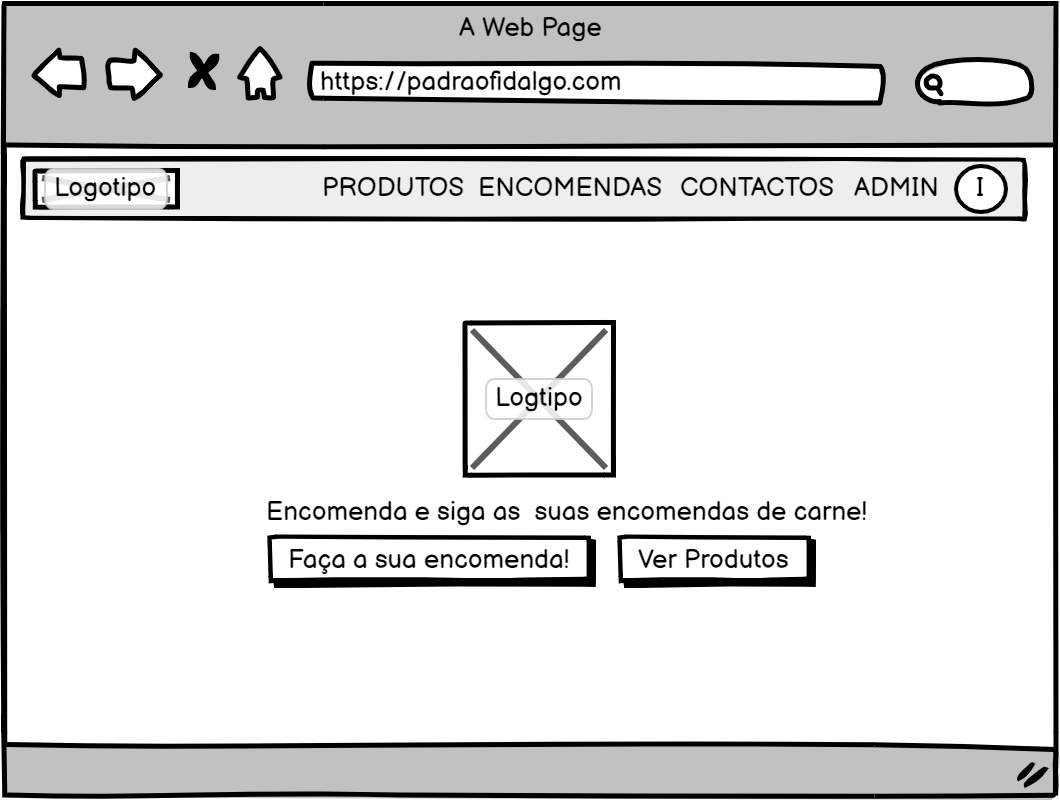 A Web Page
https://padraofidalgo.com
Logotipo PRODUTOS ENCOMENDAS CONTACTOS ADMIN I
Logtipo
Encomenda e siga as  suas encomendas de carne!
Faça a sua encomenda! Ver Produtos